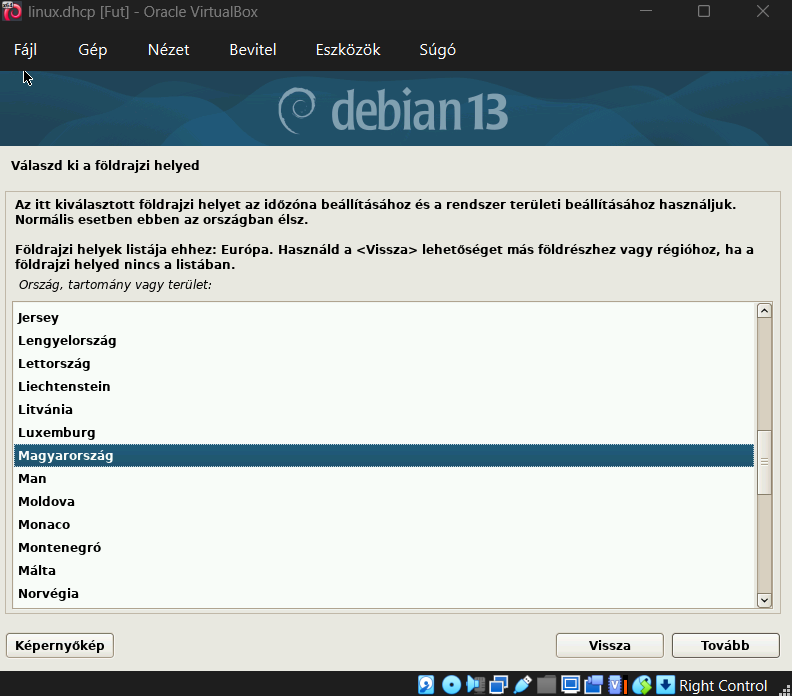 linux.dhcp [Fut] - Oracle VirtualBox
Fájl Gép Nézet Bevitel Eszközök Súgó
debian 13
Válaszd ki a földrajzi helyed
Az itt kiválasztott földrajzi helyet az időzóna beállításához és a rendszer területi beállításához használjuk.
Normális esetben ebben az országban élsz.
Földrajzi helyek listája ehhez: Európa. Használd a <Vissza> lehetőséget más földrészhez vagy régióhoz, ha a
földrajzi helyed nincs a listában.
Ország, tartomány vagy terület:
Jersey
Lengyelország
Lettország
Liechtenstein
Litvánia
Luxemburg
Magyarország
Man
Moldova
Monaco
Montenegró
Málta
Norvégia
Képernyőkép Vissza Tovább
Right Control